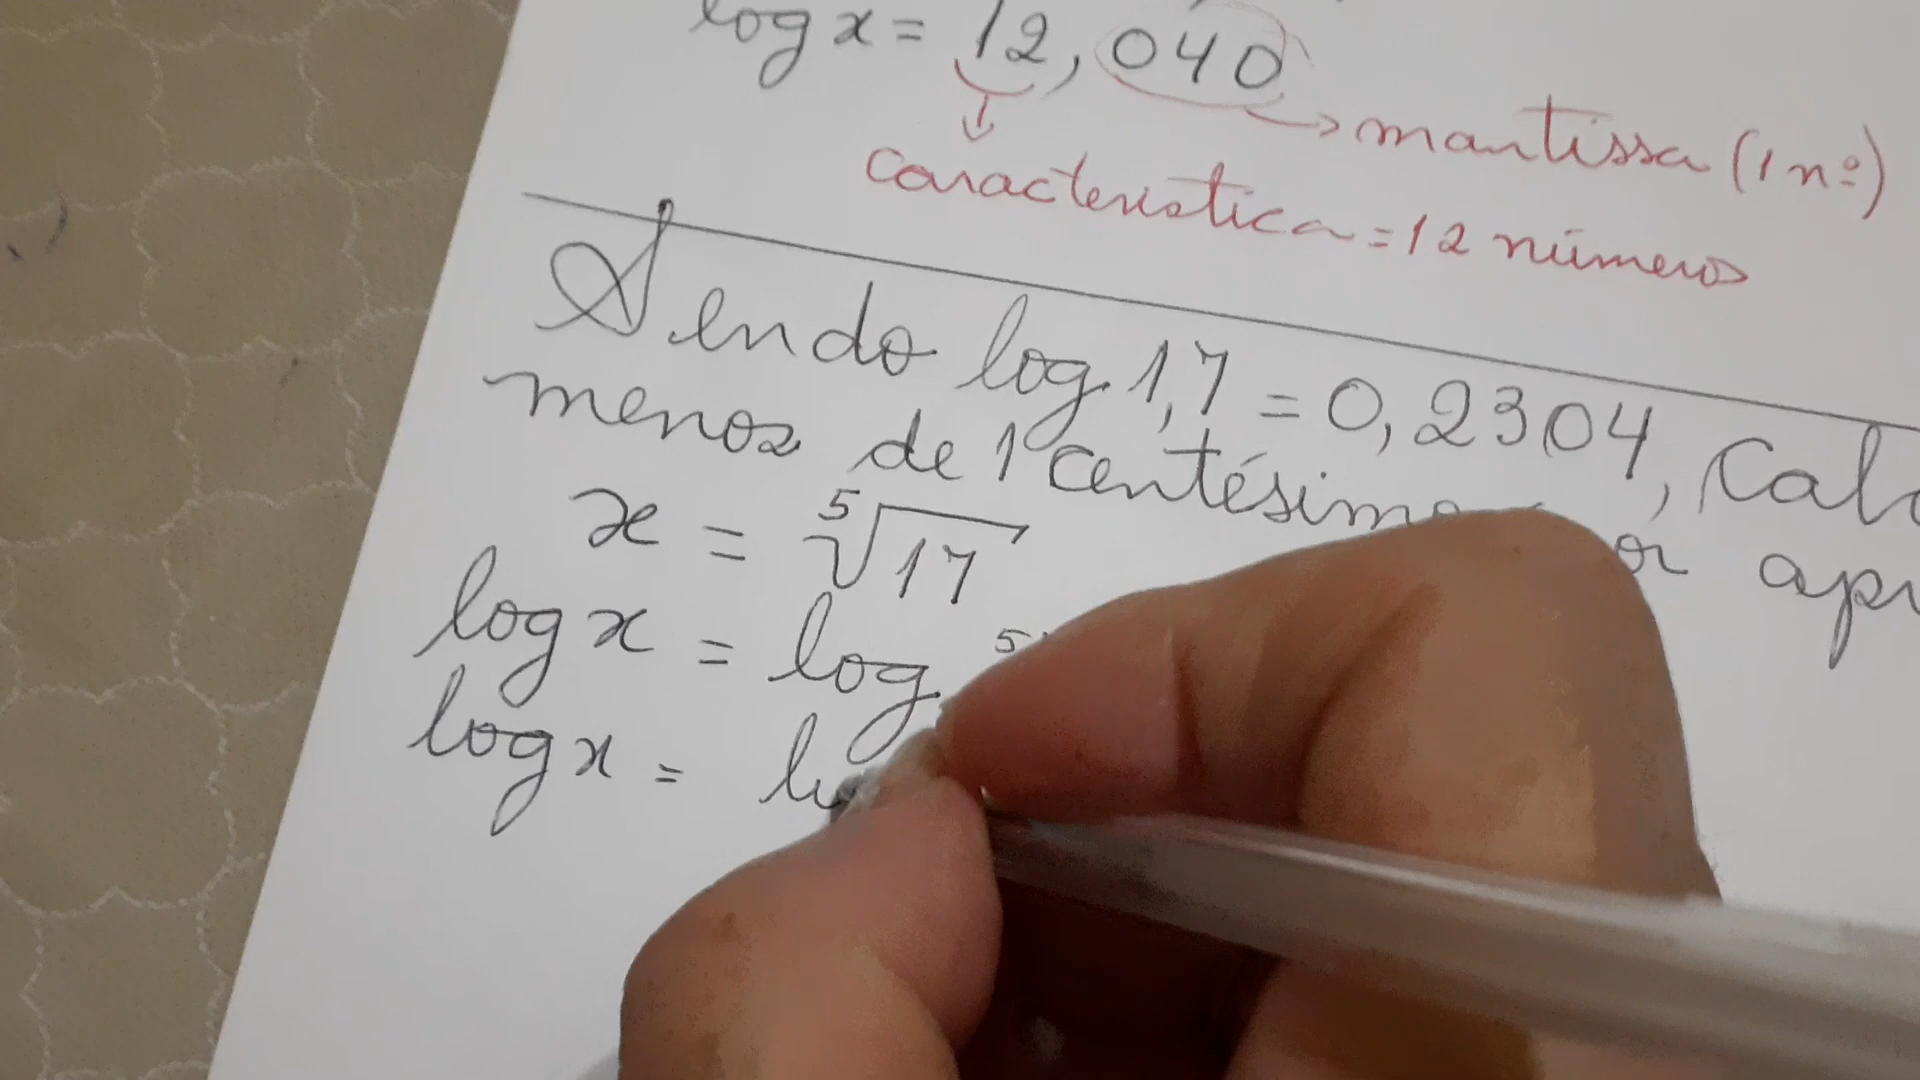 log x = 12,040
mantissa (1 nº)
característica = 12 números
Sendo log 1,7 = 0,2304,
menos de 1 centésimo
x = ⁵√17
log x = log 5
log x =